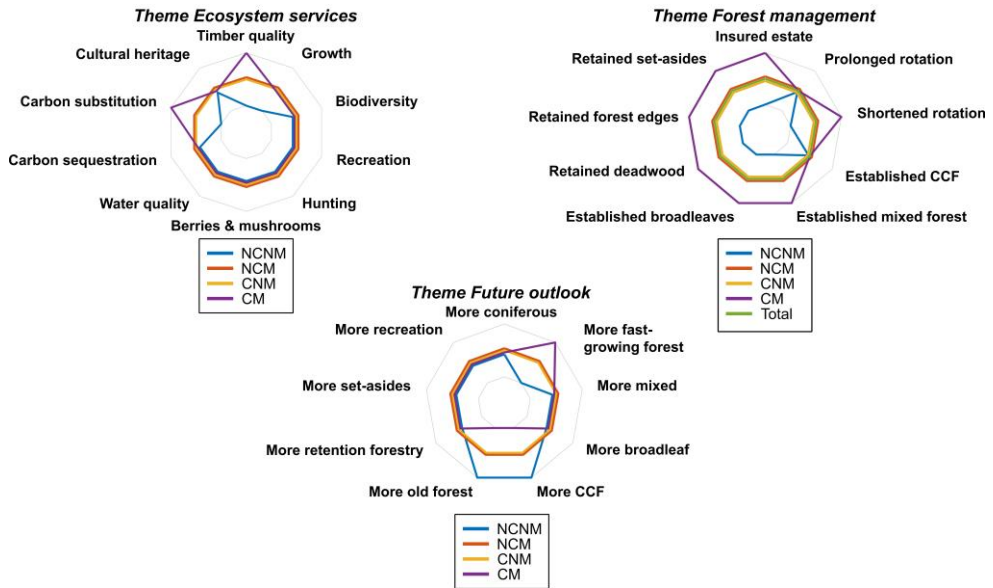 Theme Ecosystem services
Timber quality
Cultural heritage
Growth
Carbon substitution
Biodiversity
Carbon sequestration
Recreation
Water quality
Hunting
Berries & mushrooms
NCNM
NCM
CNM
CM
Theme Forest management
Insured estate
Retained set-asides
Prolonged rotation
Retained forest edges
Shortened rotation
Retained deadwood
Established CCF
Established broadleaves
Established mixed forest
NCNM
NCM
CNM
CM
Total
Theme Future outlook
More coniferous
More recreation
More fast-
growing forest
More set-asides
More mixed
More retention forestry
More broadleaf
More old forest
More CCF
NCNM
NCM
CNM
CM